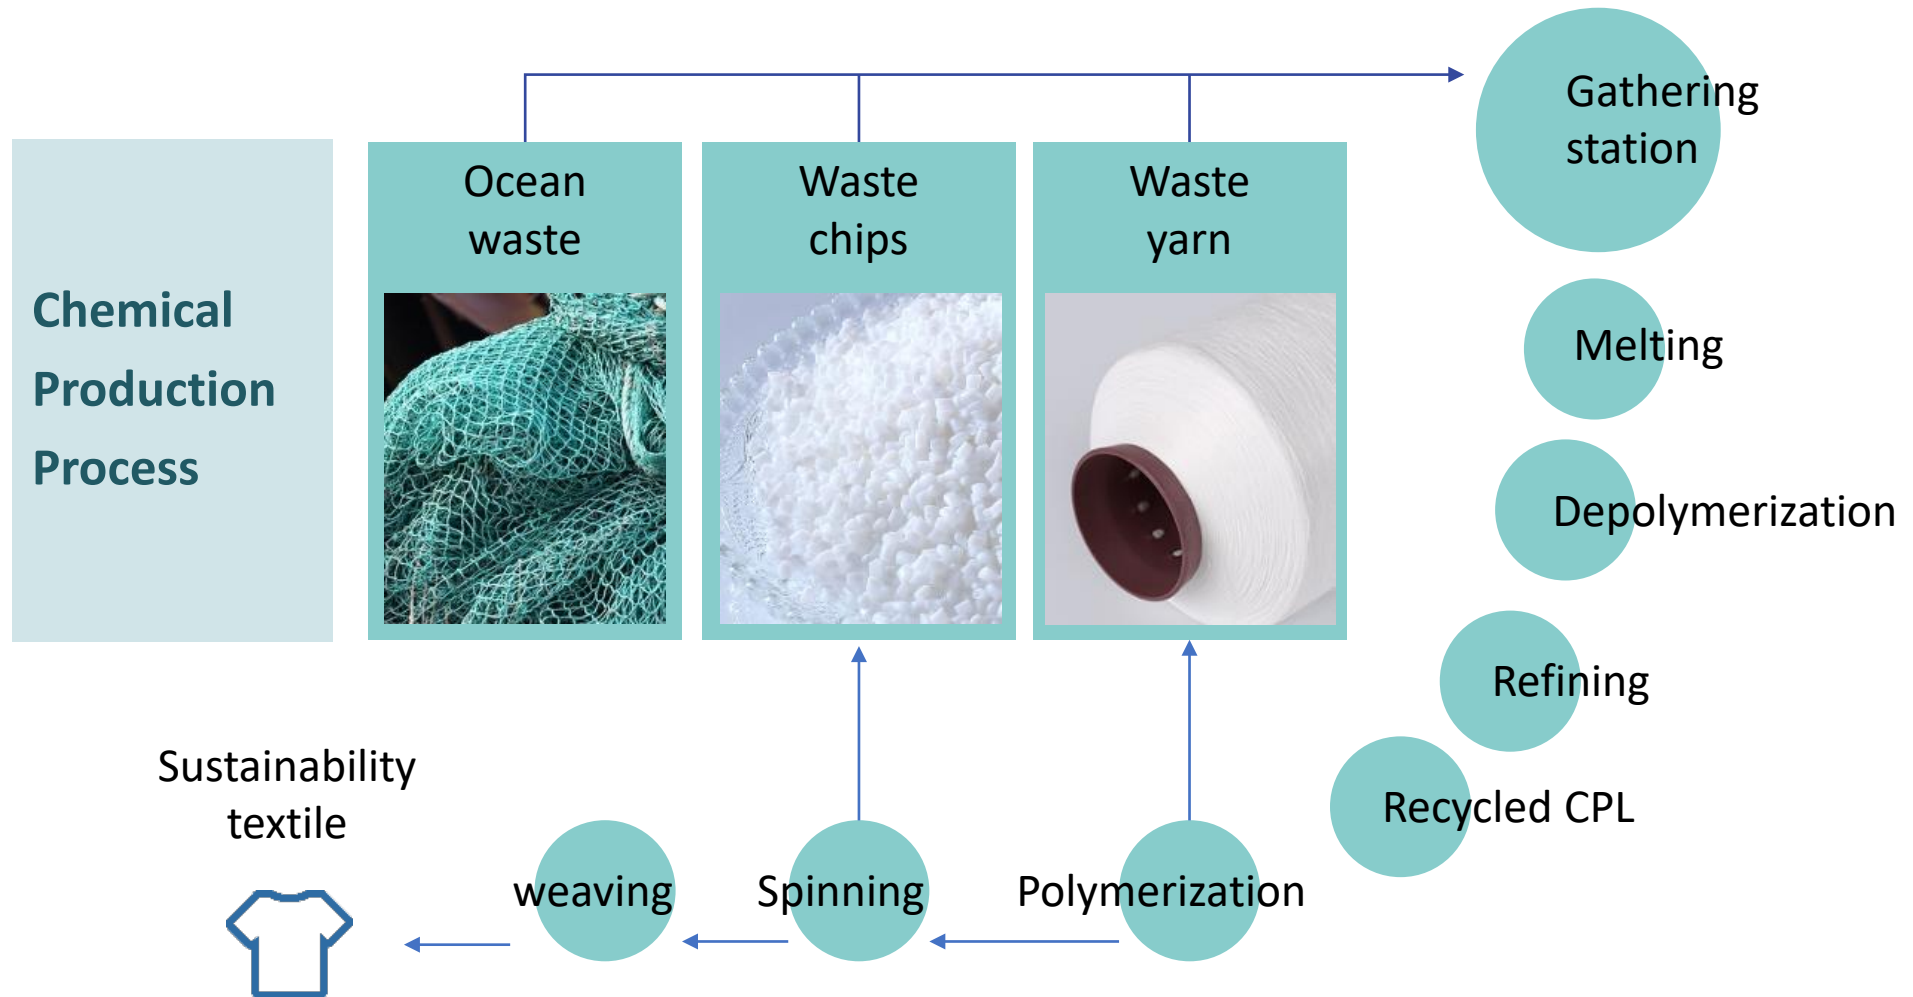 Chemical
Production
Process
Ocean
waste
Waste
chips
Waste
yarn
Gathering
station
Melting
Depolymerization
Refining
Recycled CPL
Polymerization
Spinning
weaving
Sustainability
textile